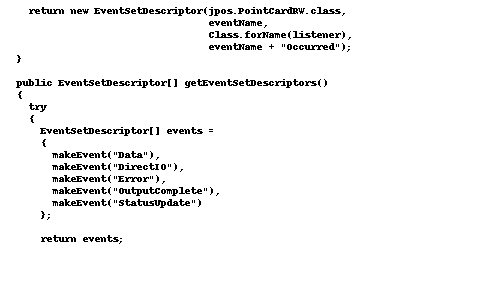 return new EventSetDescriptor(jpos.PointCardRW.class,
eventName,
Class.forName(listener),
eventName + "Occurred");
}
public EventSetDescriptor[] getEventSetDescriptors()
{
try
{
EventSetDescriptor[] events =
{
makeEvent("Data"),
makeEvent("DirectIO"),
makeEvent("Error"),
makeEvent("OutputComplete"),
makeEvent("StatusUpdate")
};
return events;